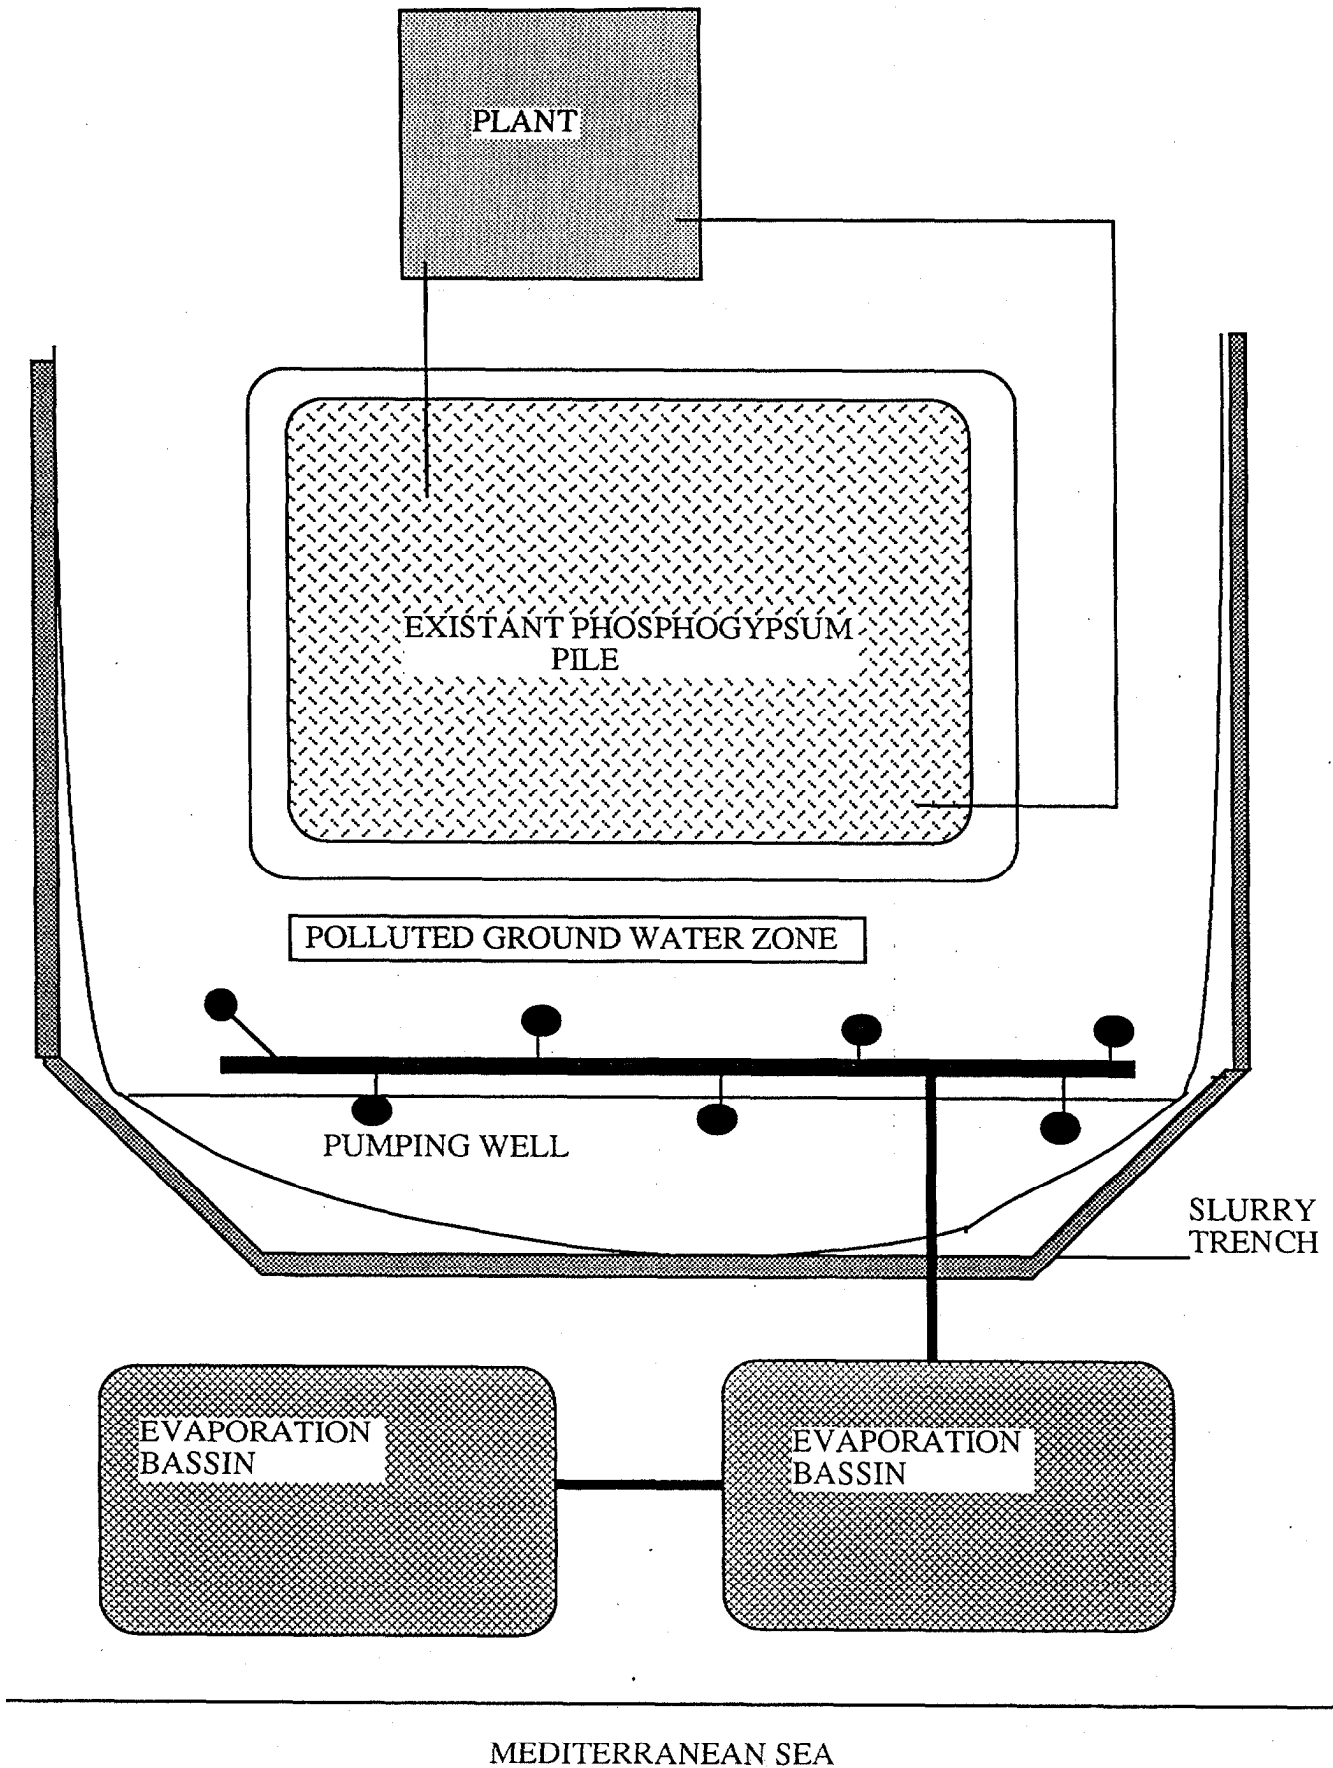 PLANT
EXISTANT PHOSPHOGYPSUM
PILE
POLLUTED GROUND WATER ZONE
PUMPING WELL
SLURRY
TRENCH
EVAPORATION
BASSIN
EVAPORATION
BASSIN
MEDITERRANEAN SEA